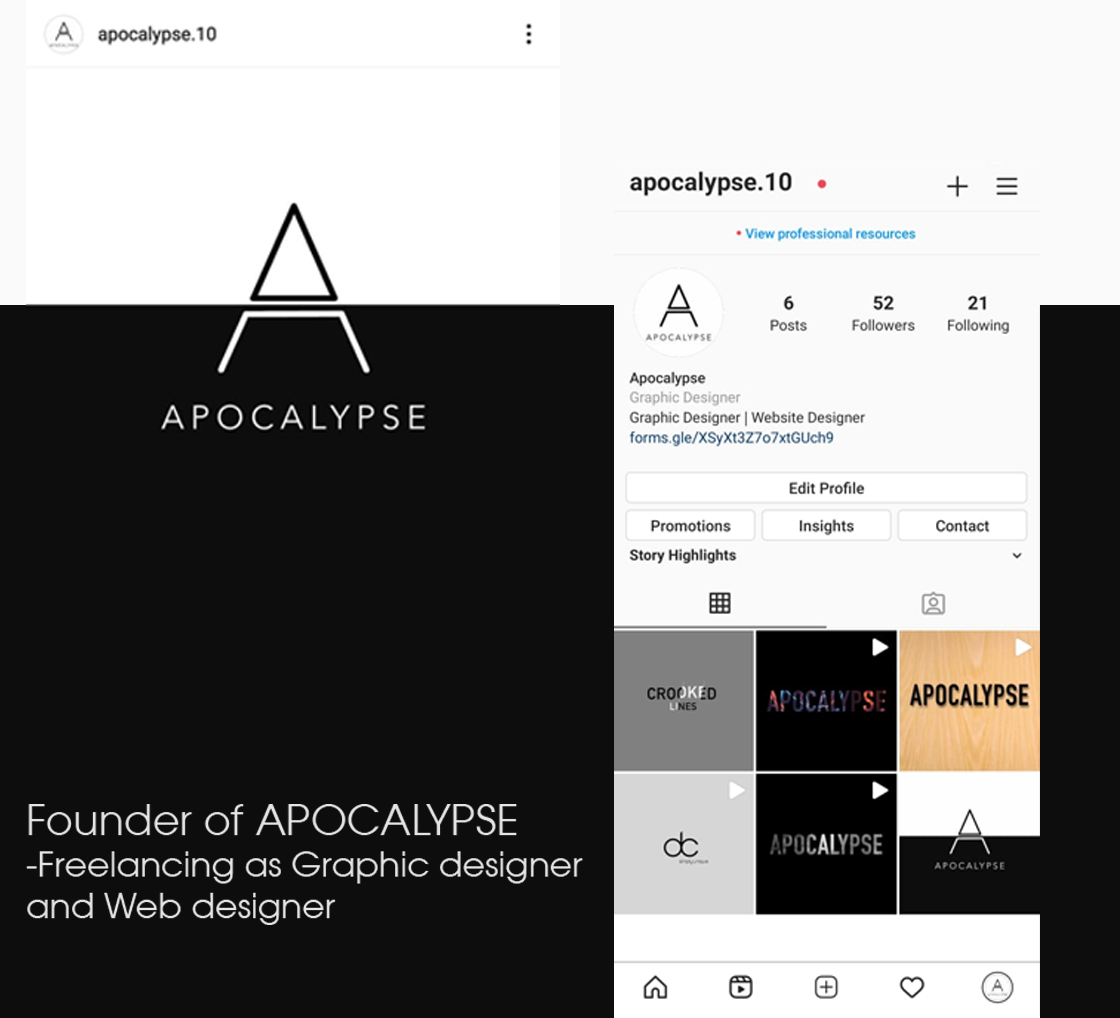 apocalypse.10
APOCALYPSE
Founder of APOCALYPSE
-Freelancing as Graphic designer
and Web designer
apocalypse.10
• View professional resources
APOCALYPSE
6 52 21
Posts Followers Following
Apocalypse
Graphic Designer
Graphic Designer | Website Designer
forms.gle/XSyXt3Z7o7xtGUch9
Edit Profile
Promotions Insights Contact
Story Highlights
CROOKED
LINES
APOCALYPSE
APOCALYPSE
dc
APOCALYPSE
APOCALYPSE